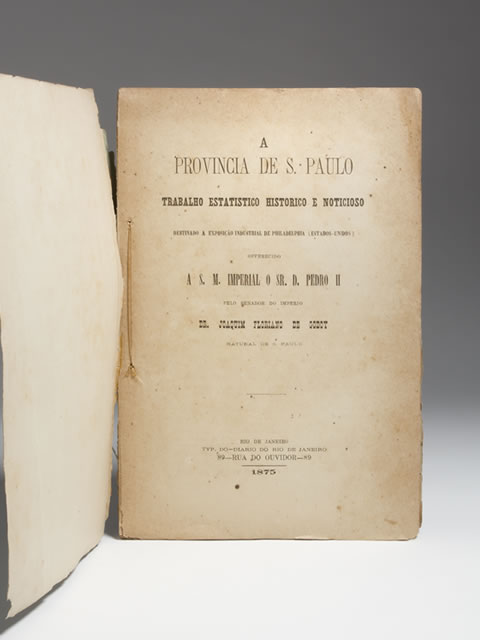 A
PROVINCIA DE S. PAULO
TRABALHO ESTATISTICO HISTORICO E NOTICIOSO
DESTINADO A EXPOSIÇÃO INDUSTRIAL DE PHILADELPHIA (ESTADOS-UNIDOS)
OFFERECIDO
A S. M. IMPERIAL O SR. D. PEDRO II
PELO SENADOR DO IMPERIO
DR. JOAQUIM FLORIANO DE GODOY
NATURAL DE S. PAULO
RIO DE JANEIRO
TYP. DO—DIARIO DO RIO DE JANEIRO
89—RUA DO OUVIDOR—89
1875